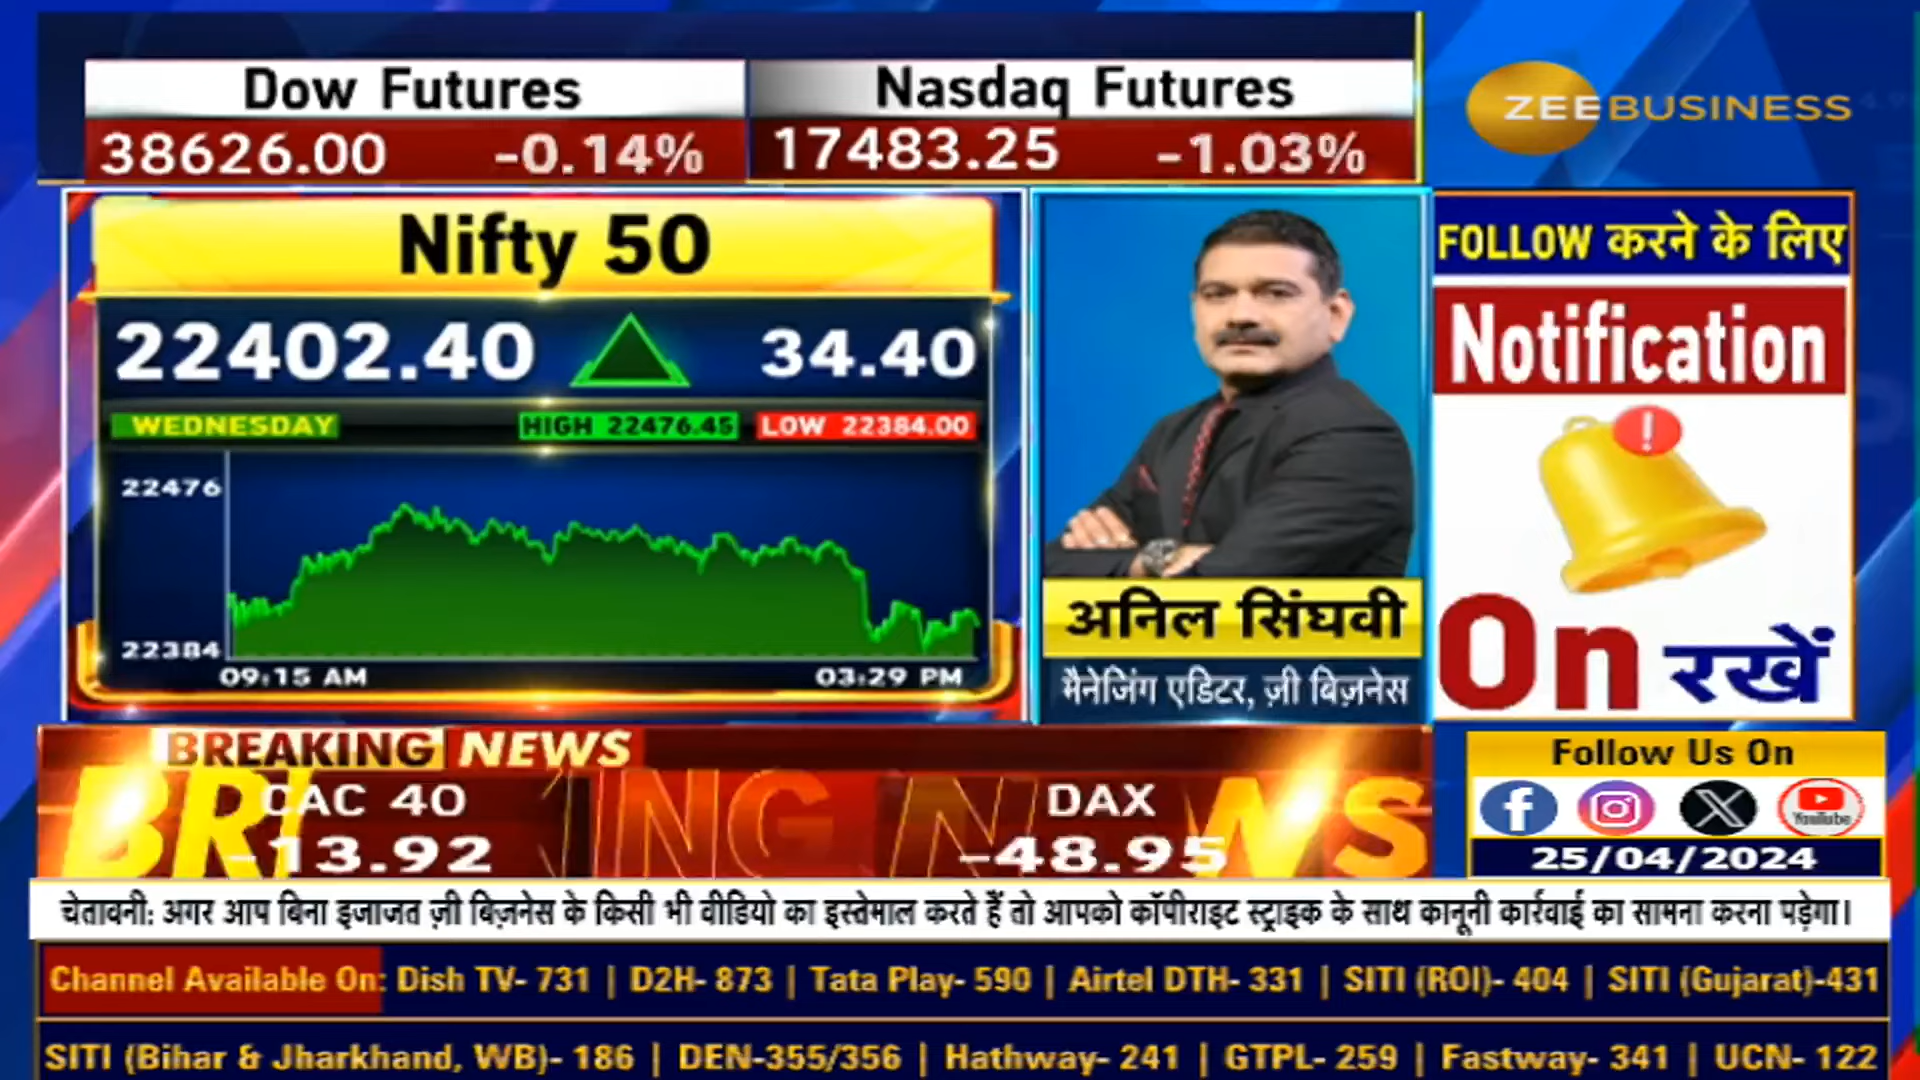 Dow Futures
38626.00 -0.14%
Nasdaq Futures
17483.25 -1.03%
ZEEBUSINESS
Nifty 50
22402.40 34.40
WEDNESDAY HIGH 22476.45 LOW 22384.00
22476
22384
09:15 AM 03:29 PM
अनिल सिंघवी
मैनेजिंग एडिटर, ज़ी बिज़नेस
FOLLOW करने के लिए
Notification
!
On रखें
BREAKING NEWS
CAC 40
-13.92
DAX
-48.95
Follow Us On
YouTube
25/04/2024
चेतावनी: अगर आप बिना इजाजत ज़ी बिज़नेस के किसी भी वीडियो का इस्तेमाल करते हैं तो आपको कॉपीराइट स्ट्राइक के साथ कानूनी कार्रवाई का सामना करना पड़ेगा।
Channel Available On: Dish TV- 731 | D2H- 873 | Tata Play- 590 | Airtel DTH- 331 | SITI (ROI)- 404 | SITI (Gujarat)-431
SITI (Bihar & Jharkhand, WB)- 186 | DEN-355/356 | Hathway- 241 | GTPL- 259 | Fastway- 341 | UCN- 122